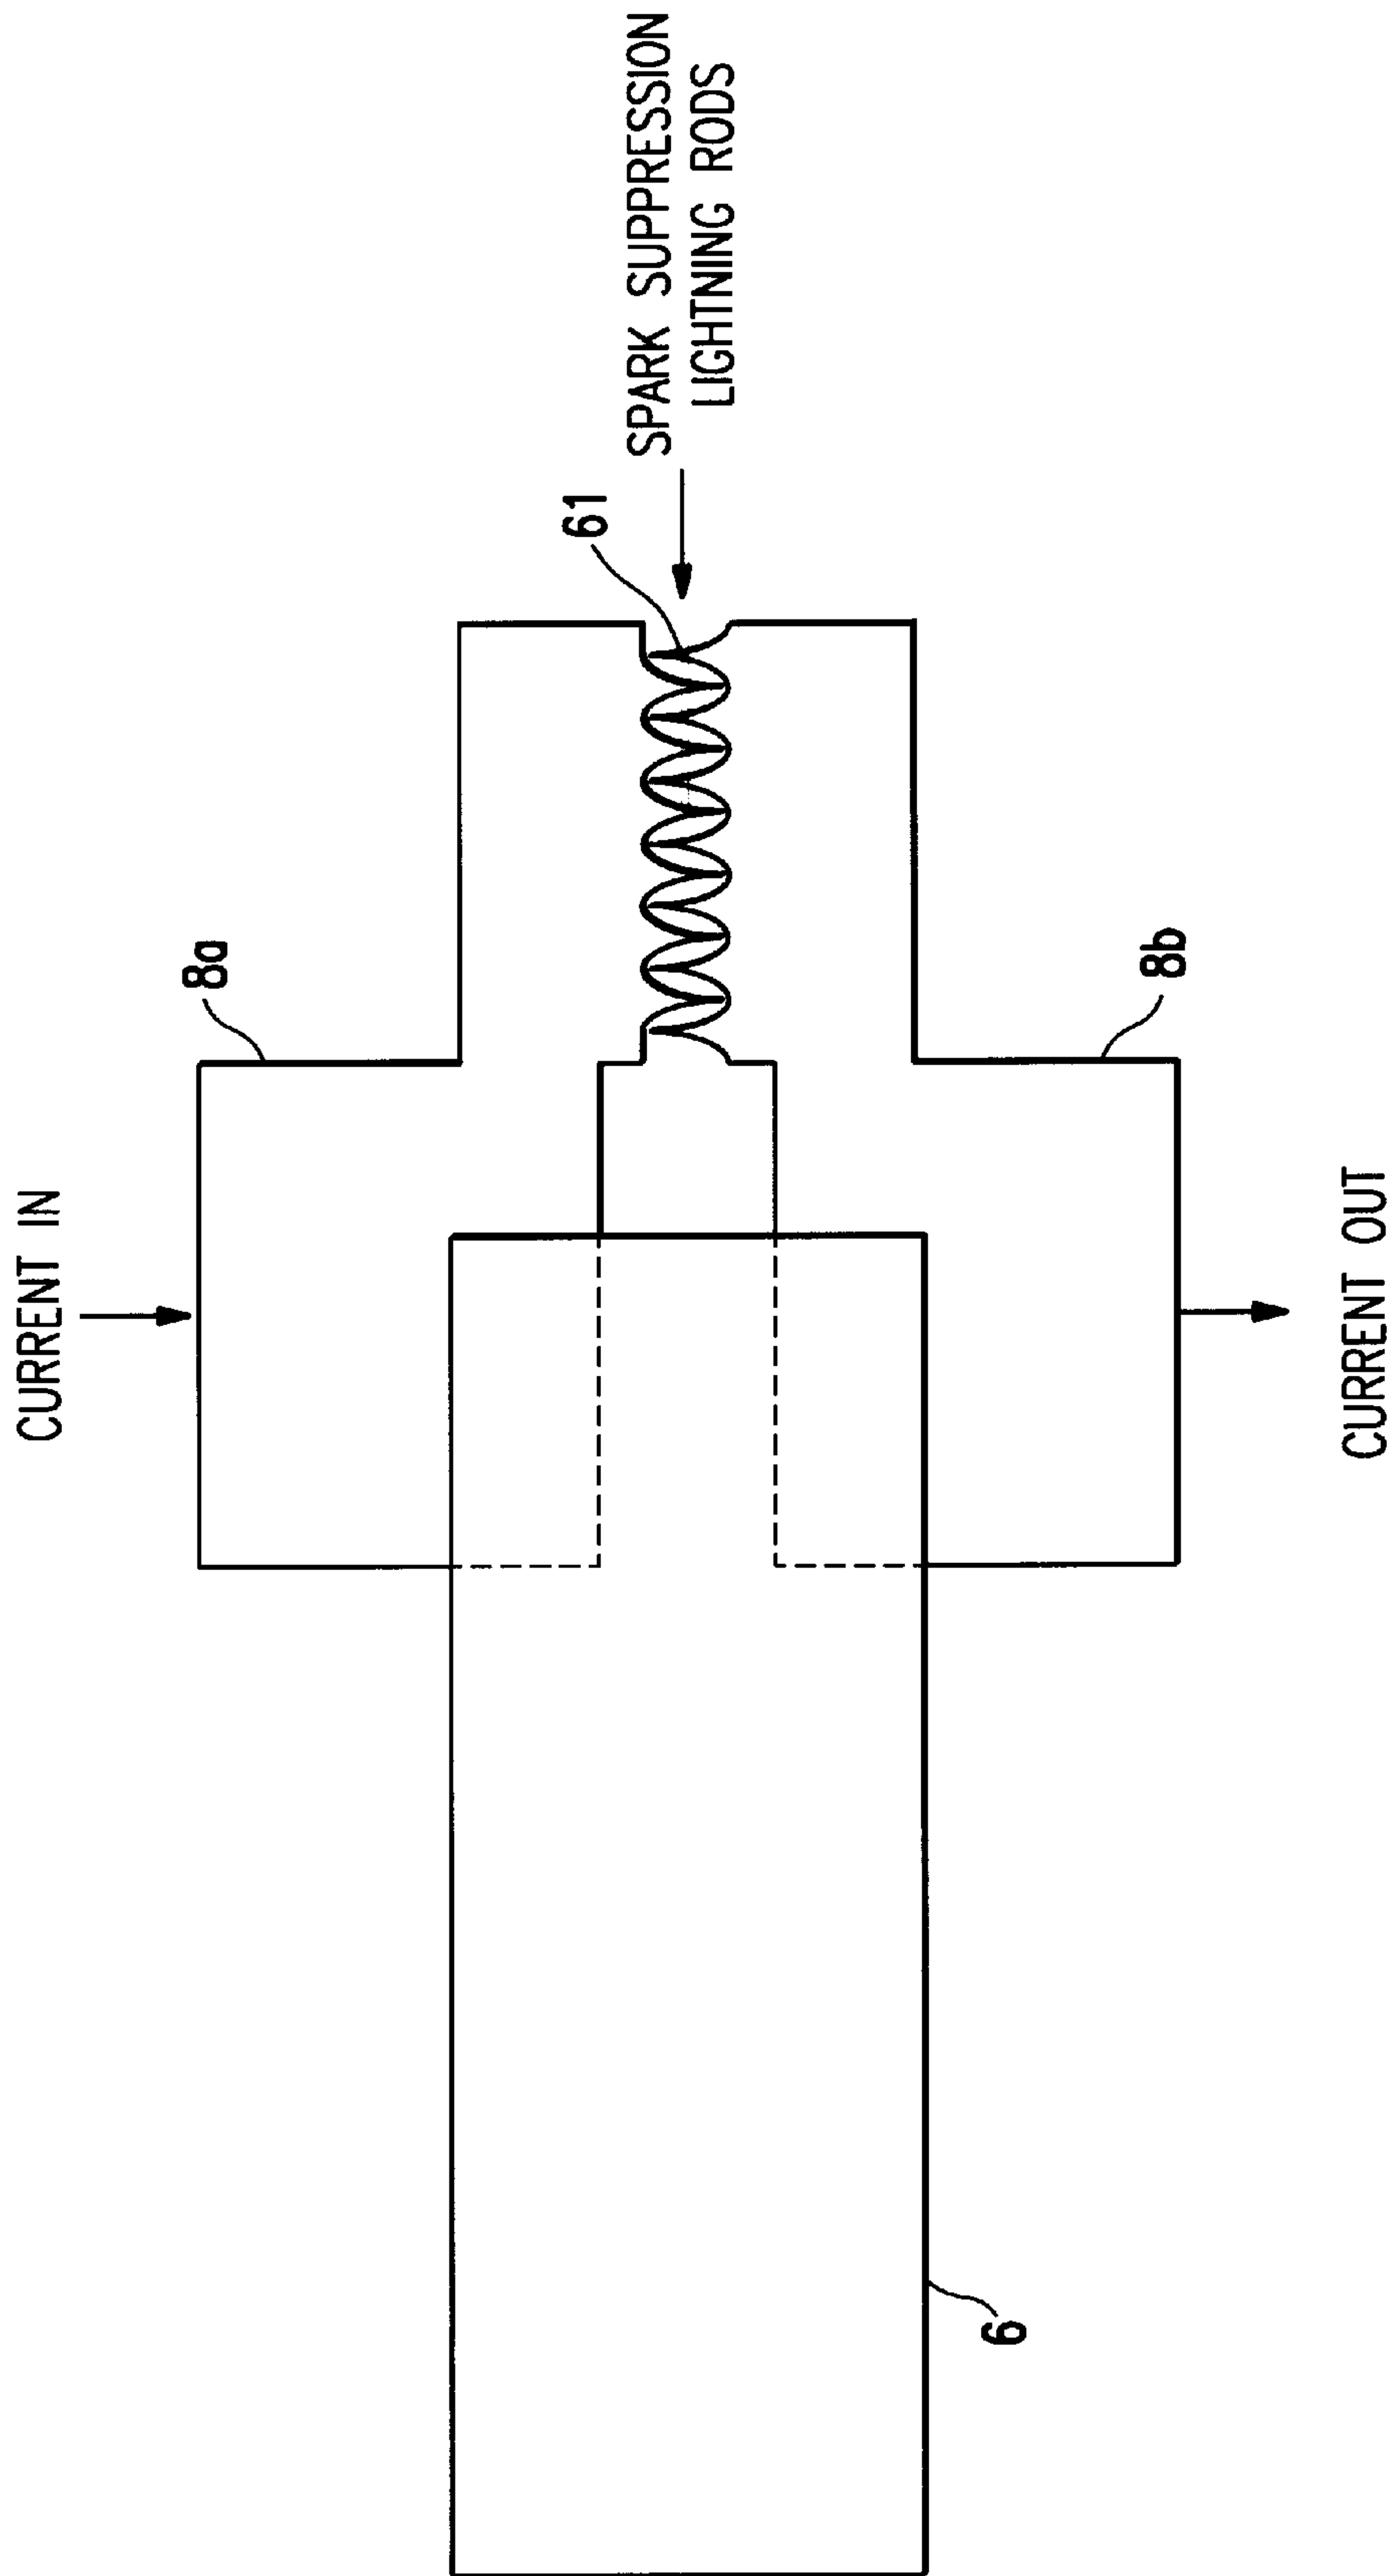 SPARK SUPPRESSION
LIGHTNING RODS
61
8a
8b
CURRENT IN
CURRENT OUT
6